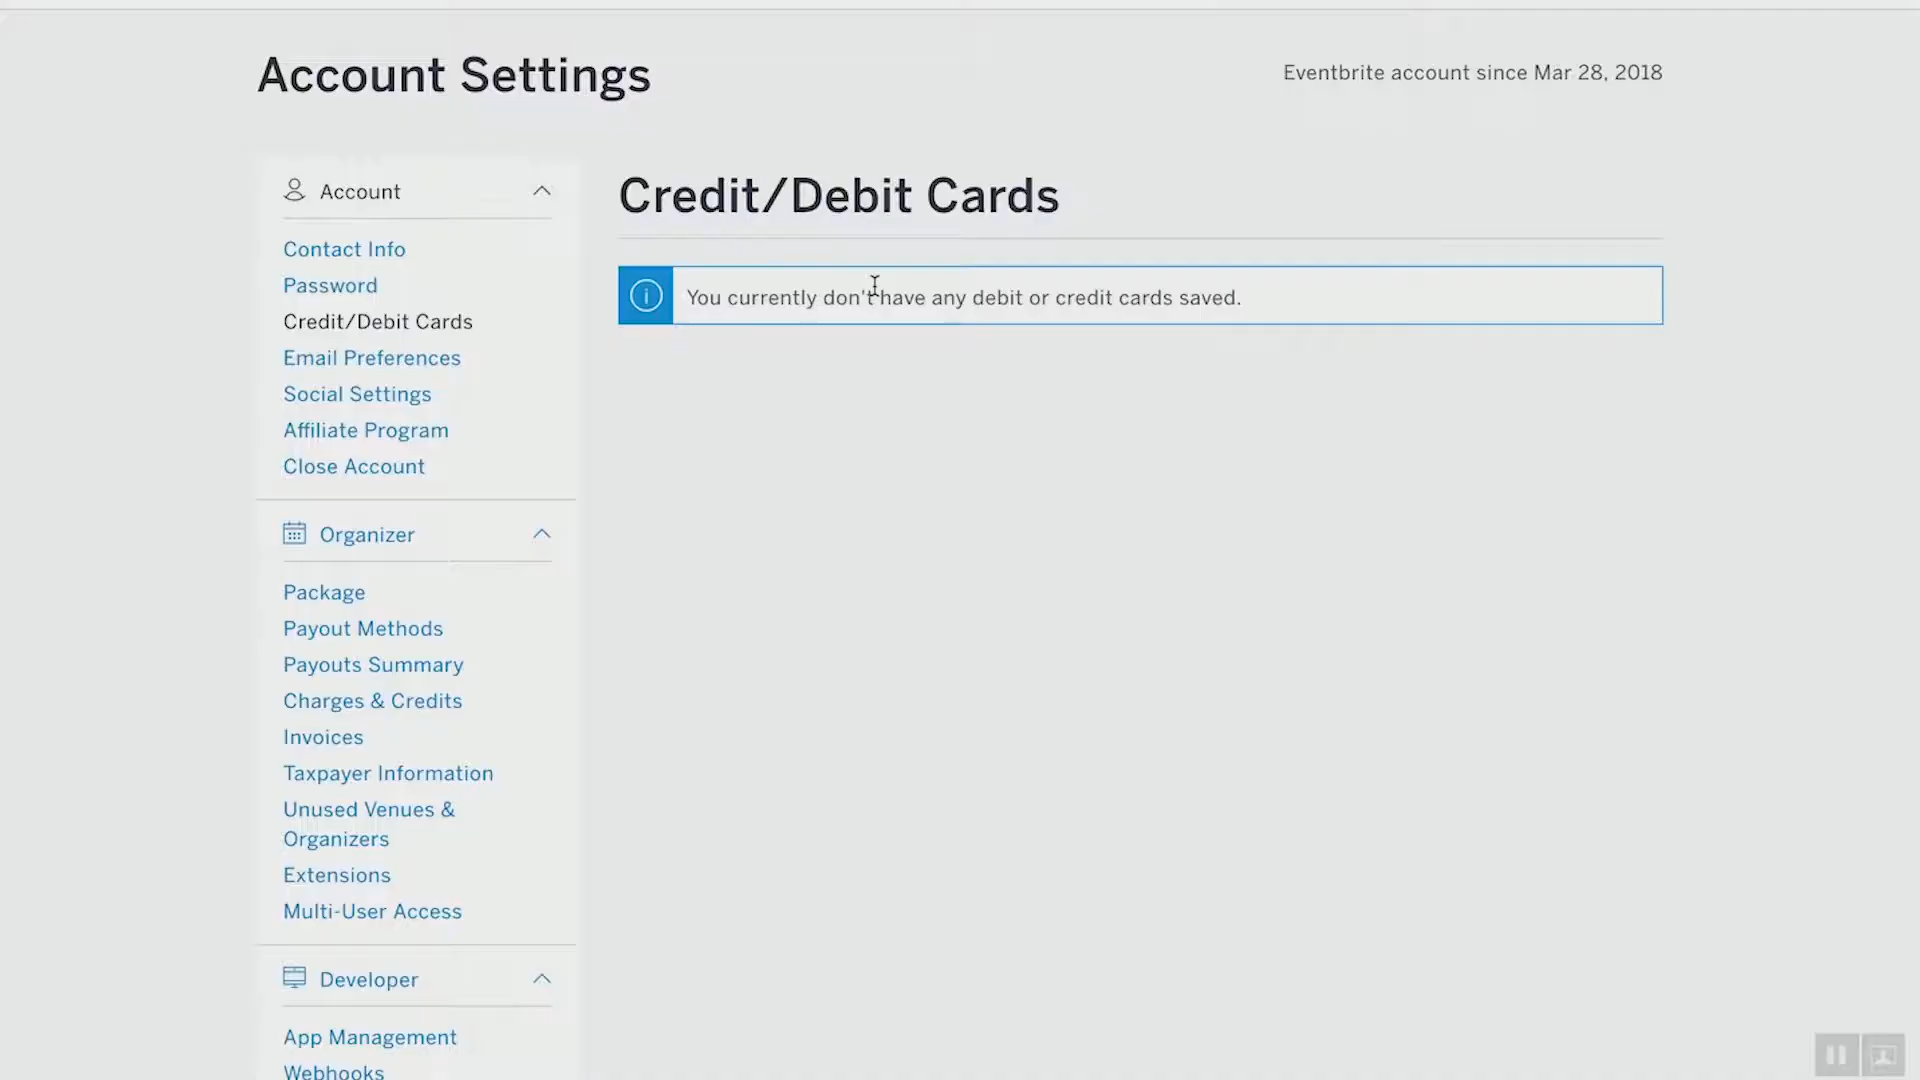 Account Settings
Eventbrite account since Mar 28, 2018
Account
Contact Info
Password
Credit/Debit Cards
Email Preferences
Social Settings
Affiliate Program
Close Account
Organizer
Package
Payout Methods
Payouts Summary
Charges & Credits
Invoices
Taxpayer Information
Unused Venues &
Organizers
Extensions
Multi-User Access
Developer
App Management
Webhooks
Credit/Debit Cards
You currently don't have any debit or credit cards saved.